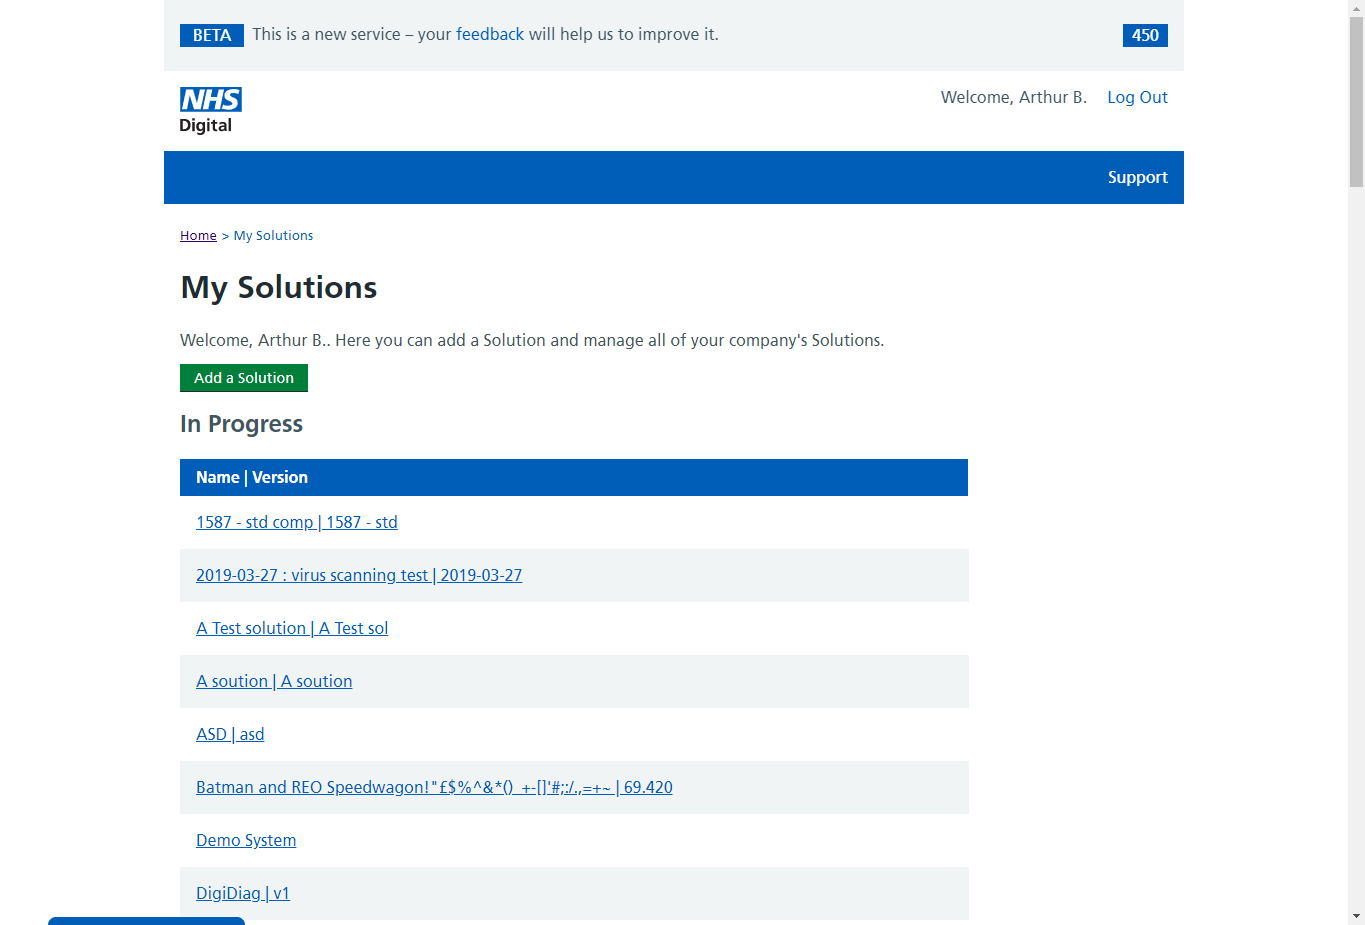 BETA This is a new service – your feedback will help us to improve it. 450
NHS
Digital
Welcome, Arthur B. Log Out
Support
Home > My Solutions
My Solutions
Welcome, Arthur B.. Here you can add a Solution and manage all of your company's Solutions.
Add a Solution
In Progress
Name | Version
1587 - std comp | 1587 - std
2019-03-27 : virus scanning test | 2019-03-27
A Test solution | A Test sol
A soution | A soution
ASD | asd
Batman and REO Speedwagon!"£$%^&*()_+-[]'#;:/.,=+~ | 69.420
Demo System
DigiDiag | v1